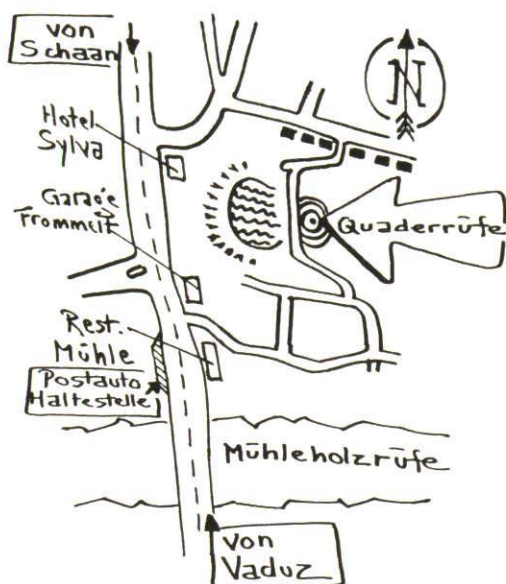 von
Schaan
N
Hotel
Sylva
Garage
Frommelt
Quaderrüfe
Rest.
Mühle
Postauto
Haltestelle
Mühleholzrüfe
von
Vaduz